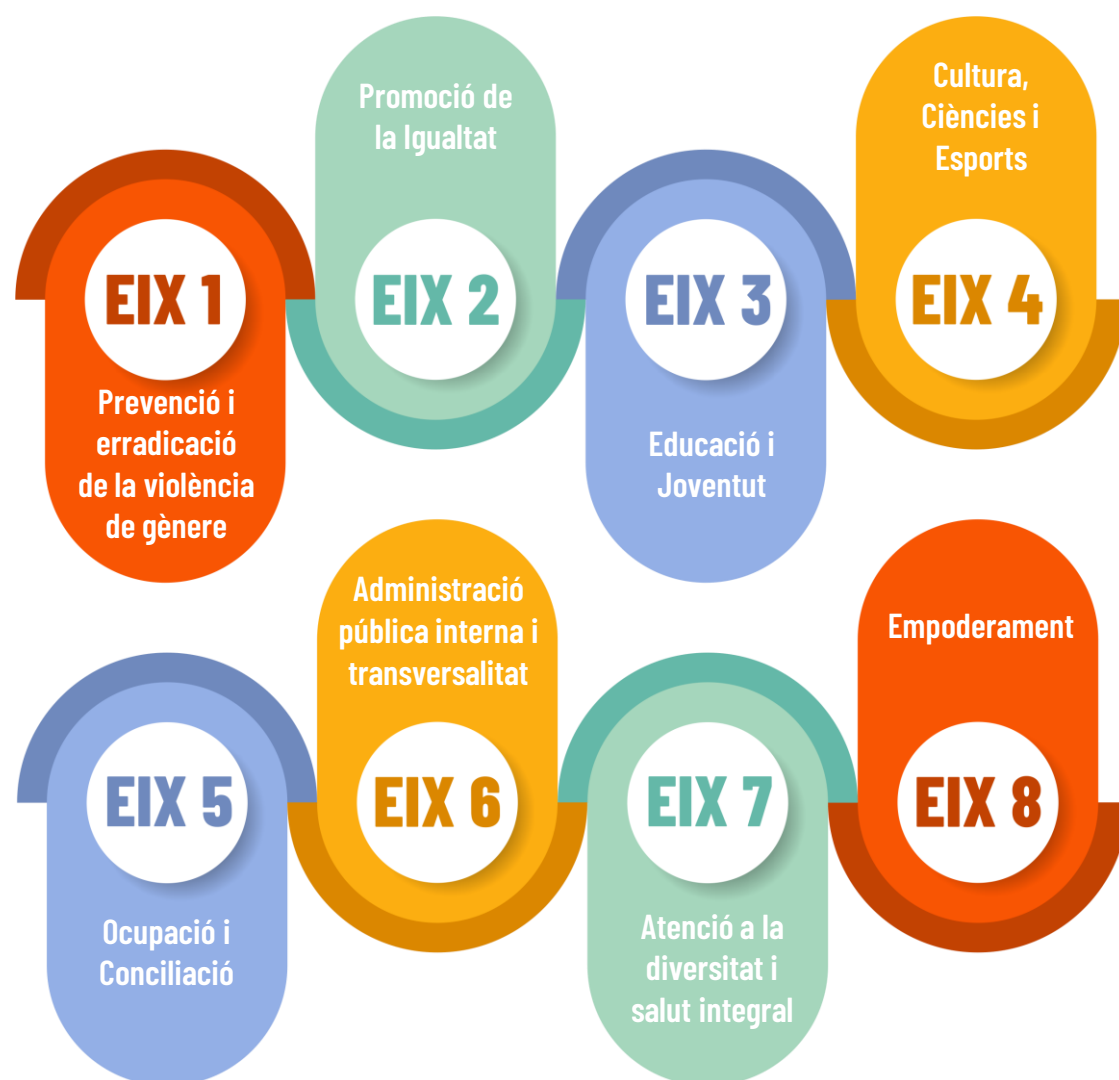 EIX 1
Prevenció i
erradicació
de la violència
de gènere
Promoció de
la Igualtat
EIX 2
EIX 3
Educació i
Joventut
Cultura,
Ciències i
Esports
EIX 4
EIX 5
Ocupació i
Conciliació
Administració
pública interna i
transversalitat
EIX 6
EIX 7
Atenció a la
diversitat i
salut integral
Empoderament
EIX 8